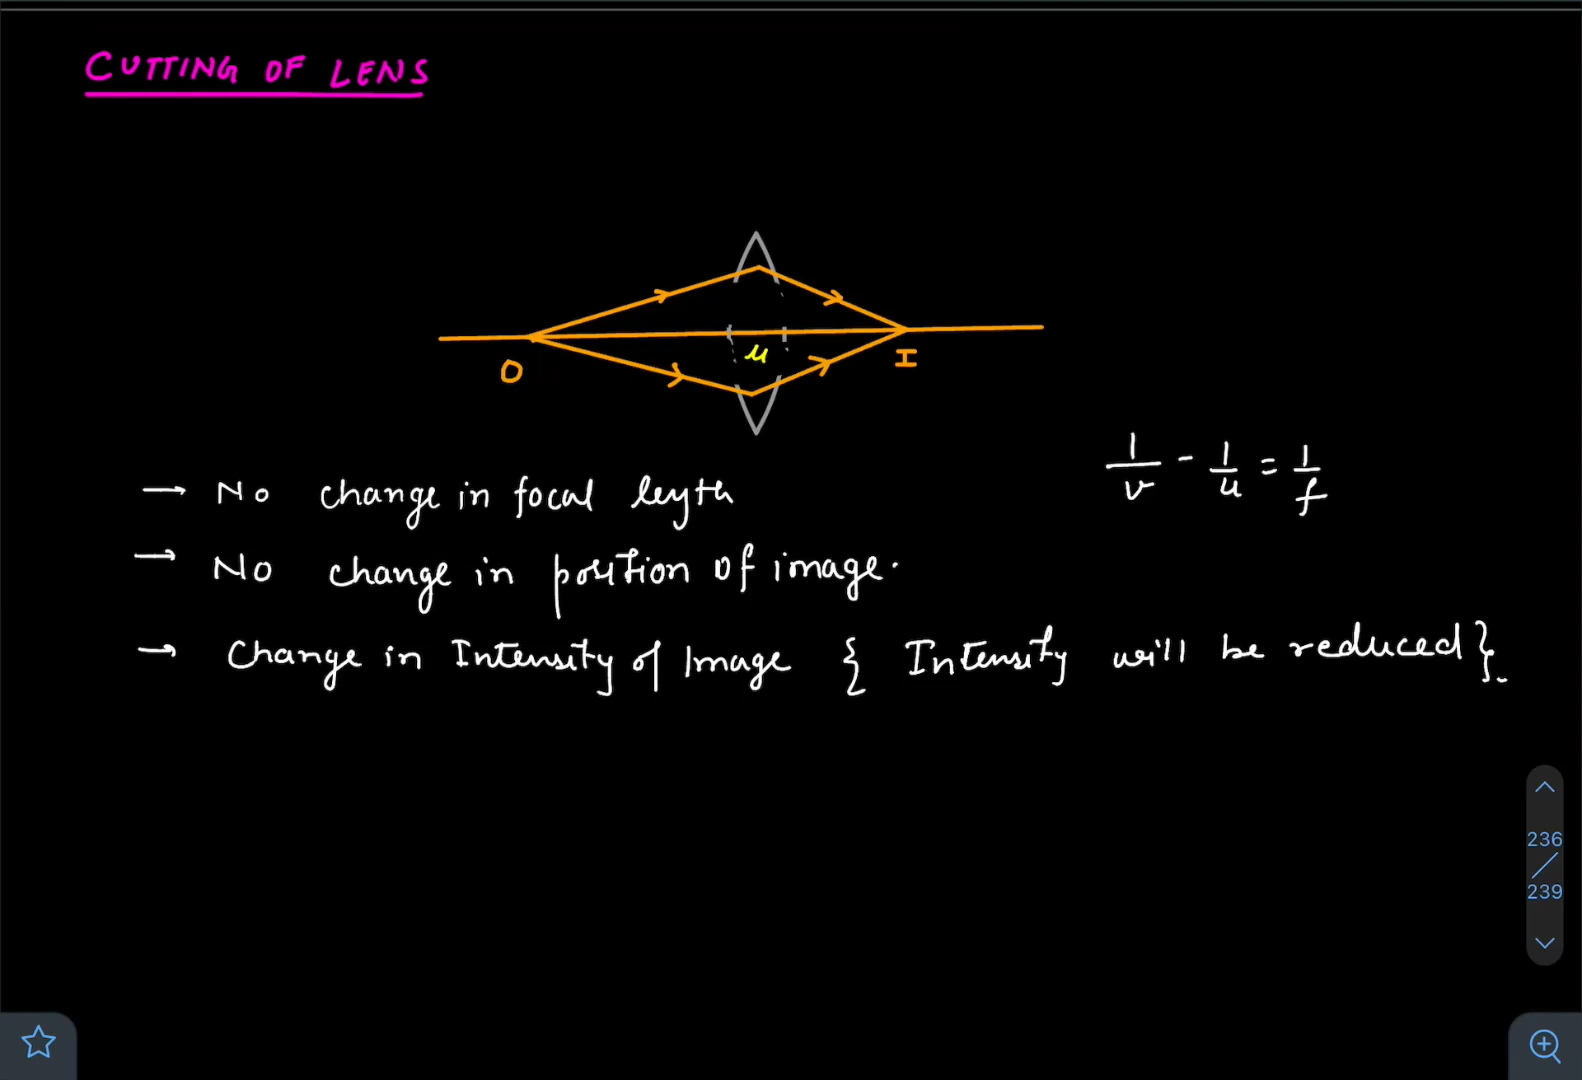 CUTTING OF LENS
μ
O
I
1/v - 1/u = 1/f
→ No change in focal length
→ No change in position of image.
→ Change in Intensity of Image { Intensity will be reduced }.
236
239